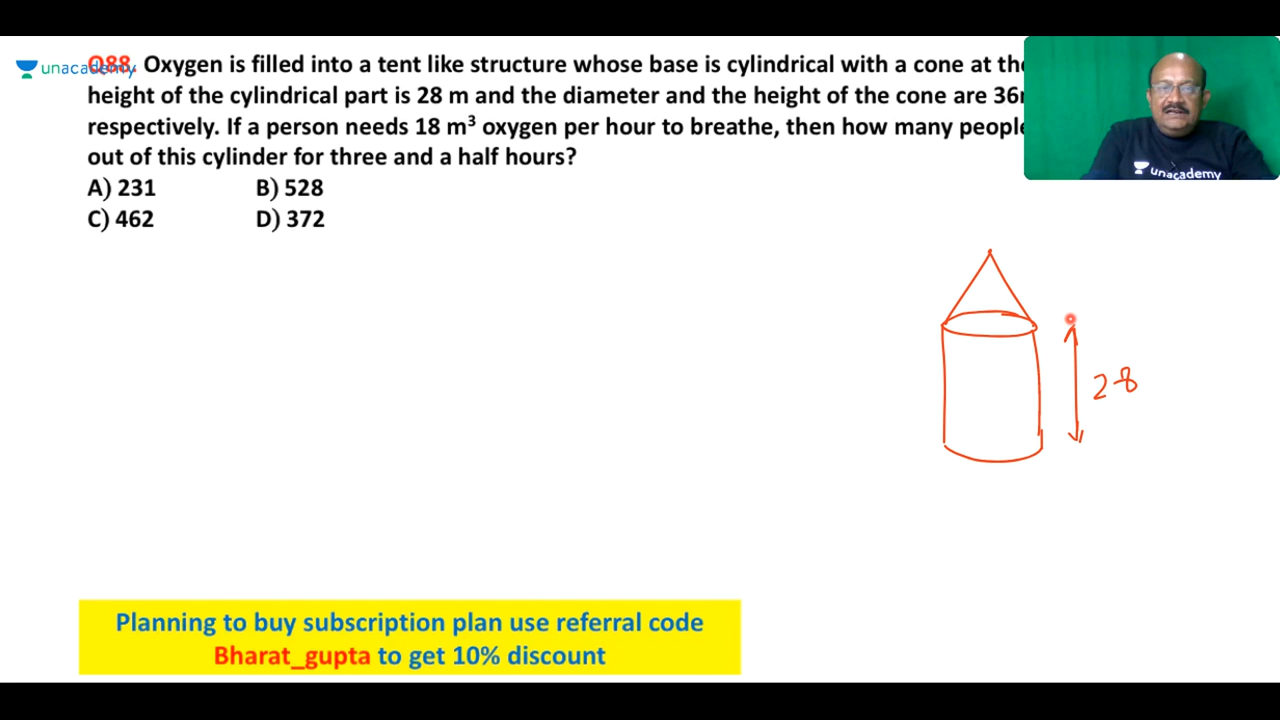 unacademy
Q88. Oxygen is filled into a tent like structure whose base is cylindrical with a cone at the
height of the cylindrical part is 28 m and the diameter and the height of the cone are 36
respectively. If a person needs 18 m³ oxygen per hour to breathe, then how many people
out of this cylinder for three and a half hours?
A) 231 B) 528
C) 462 D) 372
unacademy
28
Planning to buy subscription plan use referral code
Bharat_gupta to get 10% discount